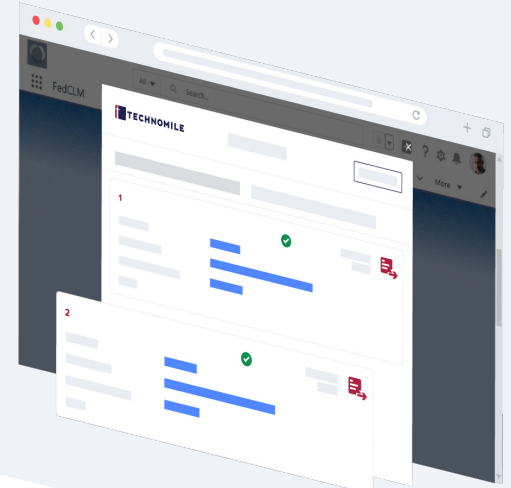 All
Search...
FedCLM
More
TECHNOMILE
1
2